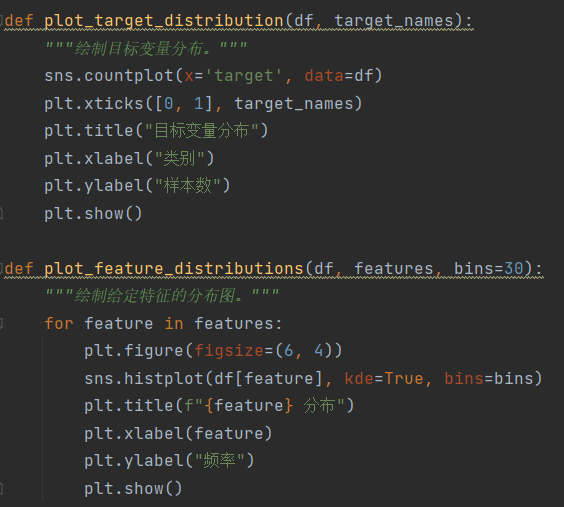 def plot_target_distribution(df, target_names):
    """绘制目标变量分布。"""
    sns.countplot(x='target', data=df)
    plt.xticks([0, 1], target_names)
    plt.title("目标变量分布")
    plt.xlabel("类别")
    plt.ylabel("样本数")
    plt.show()

def plot_feature_distributions(df, features, bins=30):
    """绘制给定特征的分布图。"""
    for feature in features:
        plt.figure(figsize=(6, 4))
        sns.histplot(df[feature], kde=True, bins=bins)
        plt.title(f"{feature} 分布")
        plt.xlabel(feature)
        plt.ylabel("频率")
        plt.show()